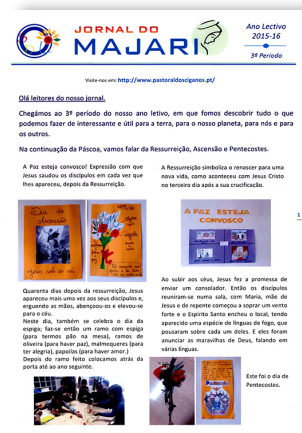 JORNAL DO
MAJARI
Ano Lectivo
2015-16
3º Período
Visite-nos em: http://www.pastoraldosciganos.pt/
Olá leitores do nosso jornal.
Chegámos ao 3º período do nosso ano letivo, em que fomos descobrir tudo o que
podemos fazer de interessante e útil para a terra, para o nosso planeta, para nós e para
os outros.
Na continuação da Páscoa, vamos falar da Ressurreição, Ascensão e Pentecostes.
A Paz esteja convosco! Expressão com que
Jesus saudou os discípulos em cada vez que
lhes apareceu, depois da Ressurreição.
Dia da
Ascensão
Jesus sobe ao céu
Quarenta dias depois da ressurreição, Jesus
apareceu mais uma vez aos seus discípulos e,
erguendo as mãos, abençoou-os e elevou-se
para o céu.
Neste dia, também se celebra o dia da
espiga; faz-se então um ramo com espiga
(para termos pão na mesa), ramos de
oliveira (para haver paz), malmequeres (para
ter alegria), papoilas (para haver amor.)
Depois do ramo feito colocamos atrás da
porta até ao ano seguinte.
A Ressurreição simboliza o renascer para uma
nova vida, como aconteceu com Jesus Cristo
no terceiro dia após a sua crucificação.
A PAZ ESTEJA
CONVOSCO
1
Ao subir aos céus, Jesus fez a promessa de
enviar um consolador. Então os discípulos
reuniram-se numa sala, com Maria, mãe de
Jesus e de repente começou a soprar um vento
forte e o Espírito Santo encheu o local, tendo
aparecido uma espécie de línguas de fogo, que
pousaram sobre cada um deles. E eles foram
anunciar as maravilhas de Deus, falando em
várias línguas.
Pentecostes
Este foi o dia de
Pentecostes.